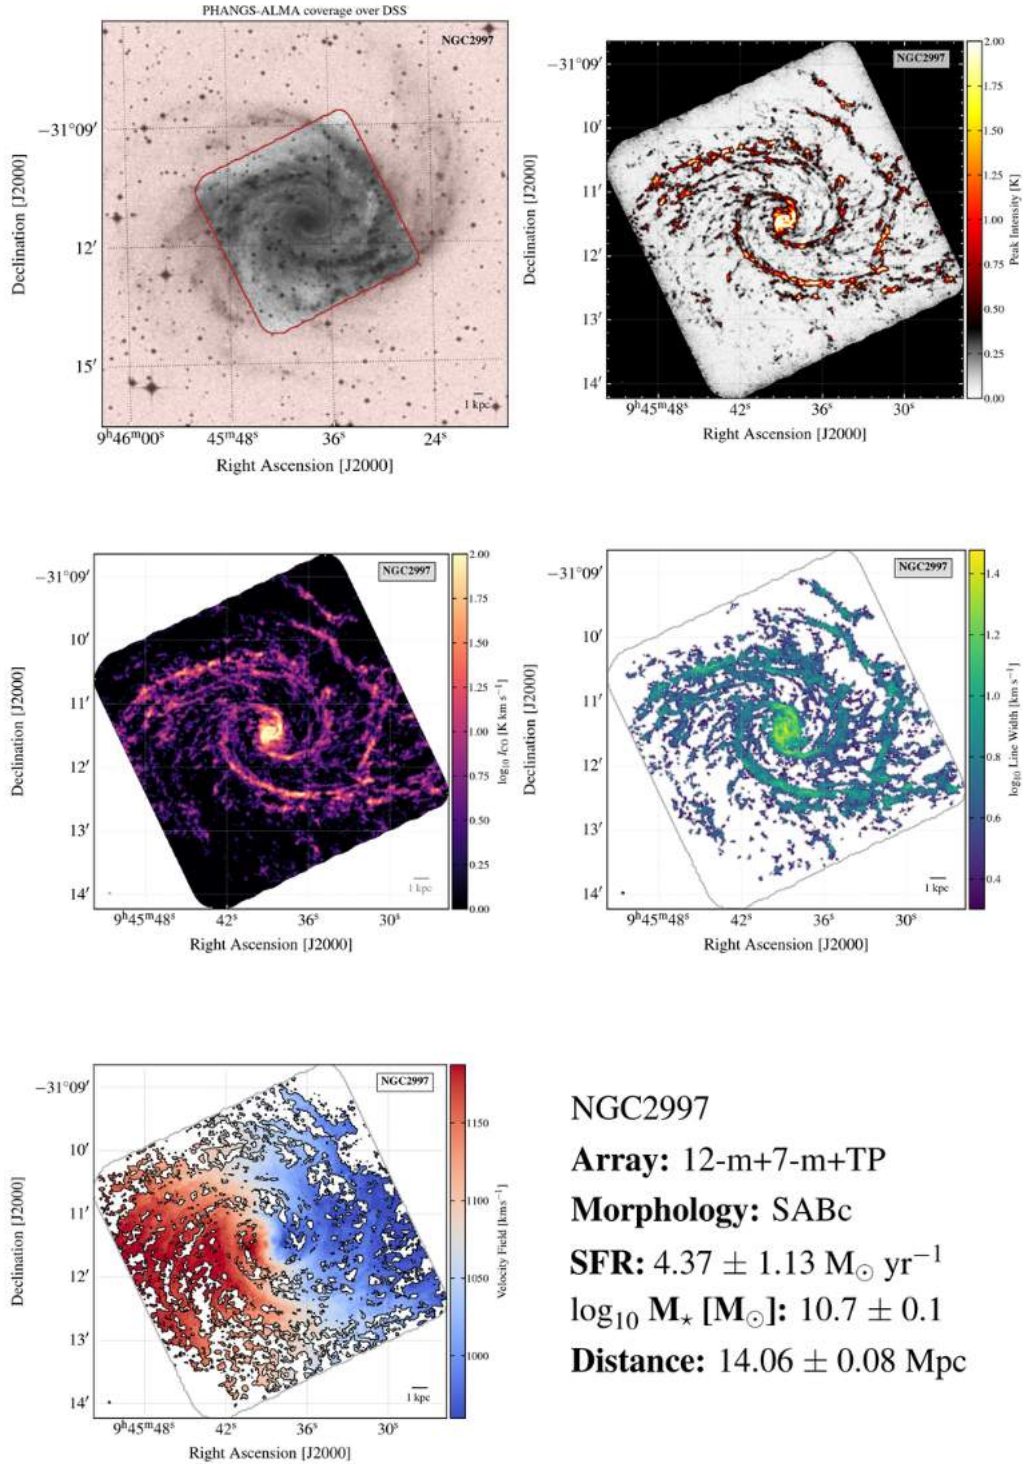 PHANGS-ALMA coverage over DSS
NGC2997
−31°09′
12′
15′
Declination [J2000]
1 kpc
9ʰ46ᵐ00ˢ 45ᵐ48ˢ 36ˢ 24ˢ
Right Ascension [J2000]
NGC2997
−31°09′
10′
11′
12′
13′
14′
Declination [J2000]
9ʰ45ᵐ48ˢ 42ˢ 36ˢ 30ˢ
Right Ascension [J2000]
2.00
1.75
1.50
1.25
1.00
0.75
0.50
0.25
0.00
Peak Intensity [K]
NGC2997
−31°09′
10′
11′
12′
13′
14′
Declination [J2000]
1 kpc
9ʰ45ᵐ48ˢ 42ˢ 36ˢ 30ˢ
Right Ascension [J2000]
2.00
1.75
1.50
1.25
1.00
0.75
0.50
0.25
0.00
log₁₀ I_CO [K km s⁻¹]
NGC2997
−31°09′
10′
11′
12′
13′
14′
Declination [J2000]
1 kpc
9ʰ45ᵐ48ˢ 42ˢ 36ˢ 30ˢ
Right Ascension [J2000]
1.4
1.2
1.0
0.8
0.6
0.4
log₁₀ Line Width [km s⁻¹]
NGC2997
−31°09′
10′
11′
12′
13′
14′
Declination [J2000]
1 kpc
9ʰ45ᵐ48ˢ 42ˢ 36ˢ 30ˢ
Right Ascension [J2000]
1150
1100
1050
1000
Velocity Field [kms⁻¹]
NGC2997
Array: 12-m+7-m+TP
Morphology: SABc
SFR: 4.37 ± 1.13 M⊙ yr⁻¹
log₁₀ M⋆ [M⊙]: 10.7 ± 0.1
Distance: 14.06 ± 0.08 Mpc